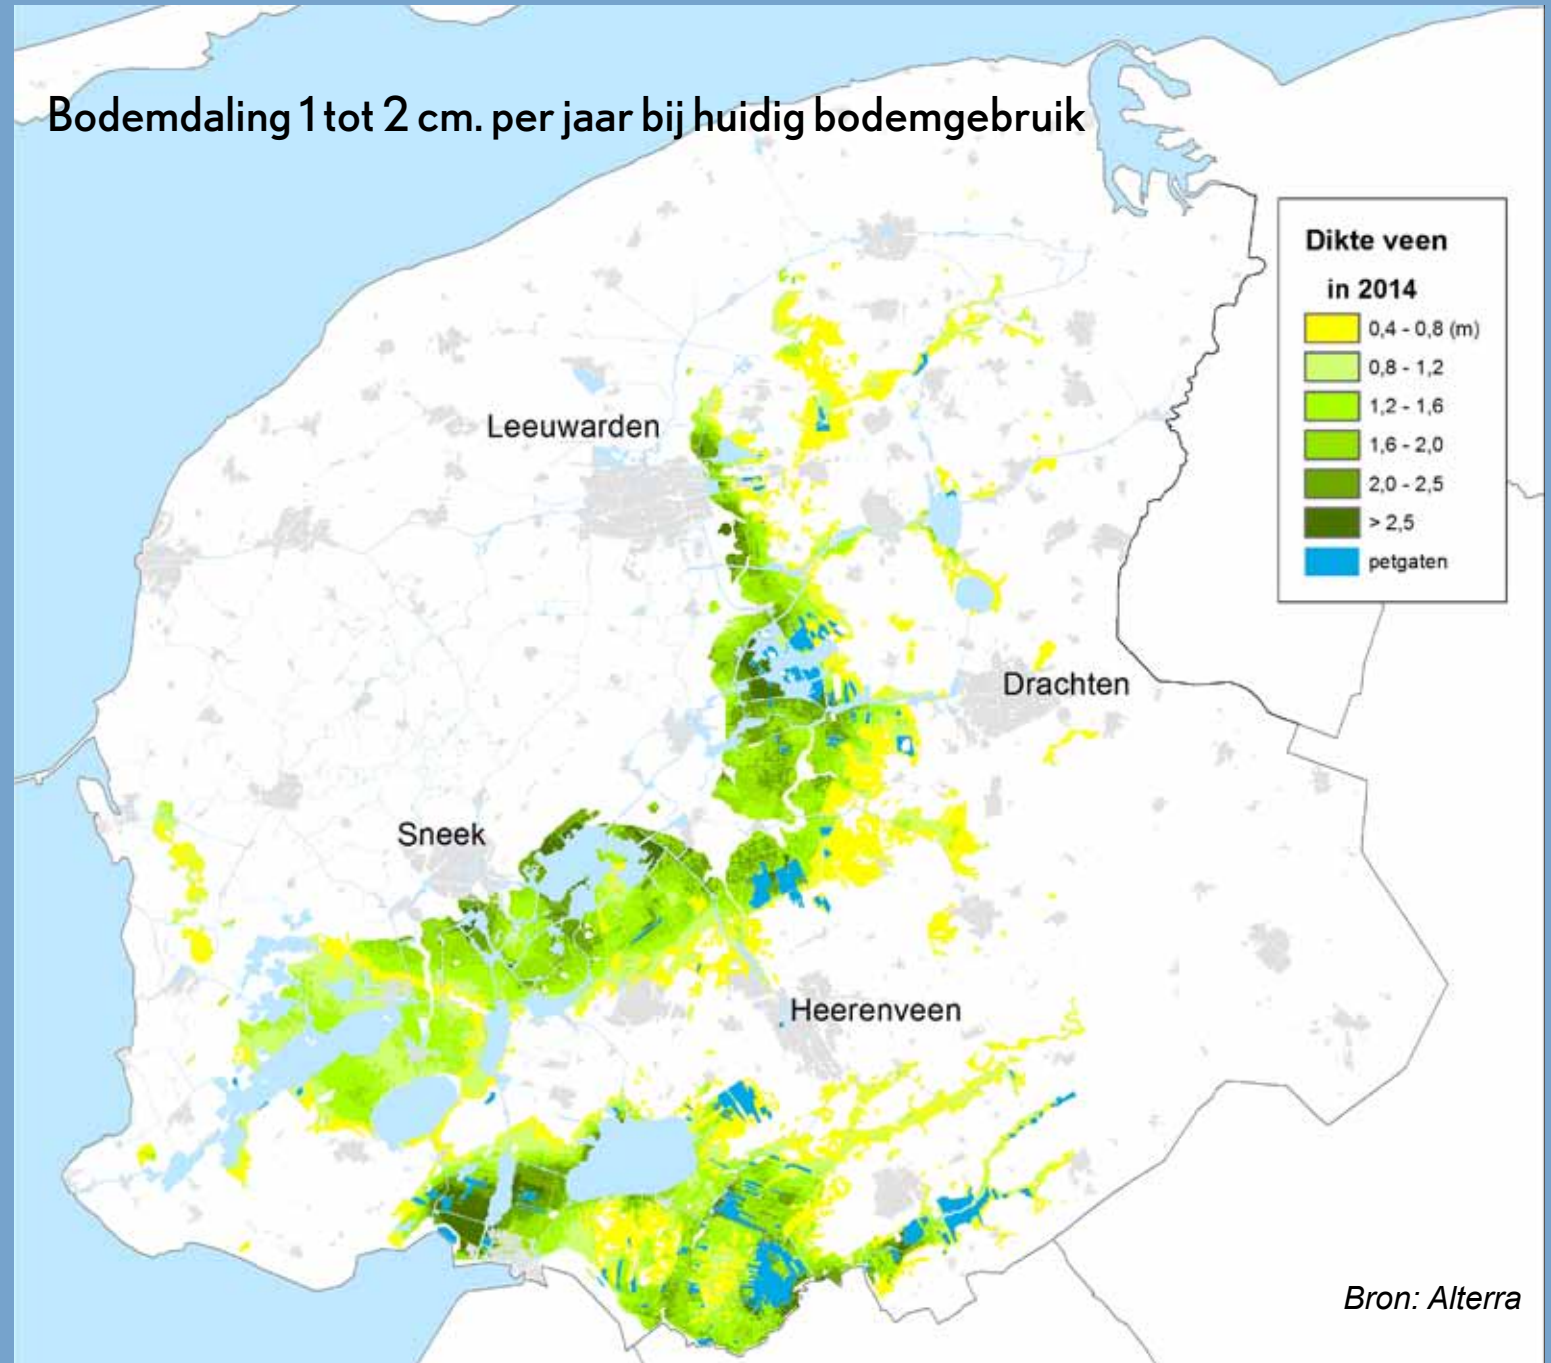 Bodemdaling 1 tot 2 cm. per jaar bij huidig bodemgebruik
Dikte veen
in 2014
0,4 - 0,8 (m)
0,8 - 1,2
1,2 - 1,6
1,6 - 2,0
2,0 - 2,5
> 2,5
petgaten
Leeuwarden
Drachten
Sneek
Heerenveen
Bron: Alterra